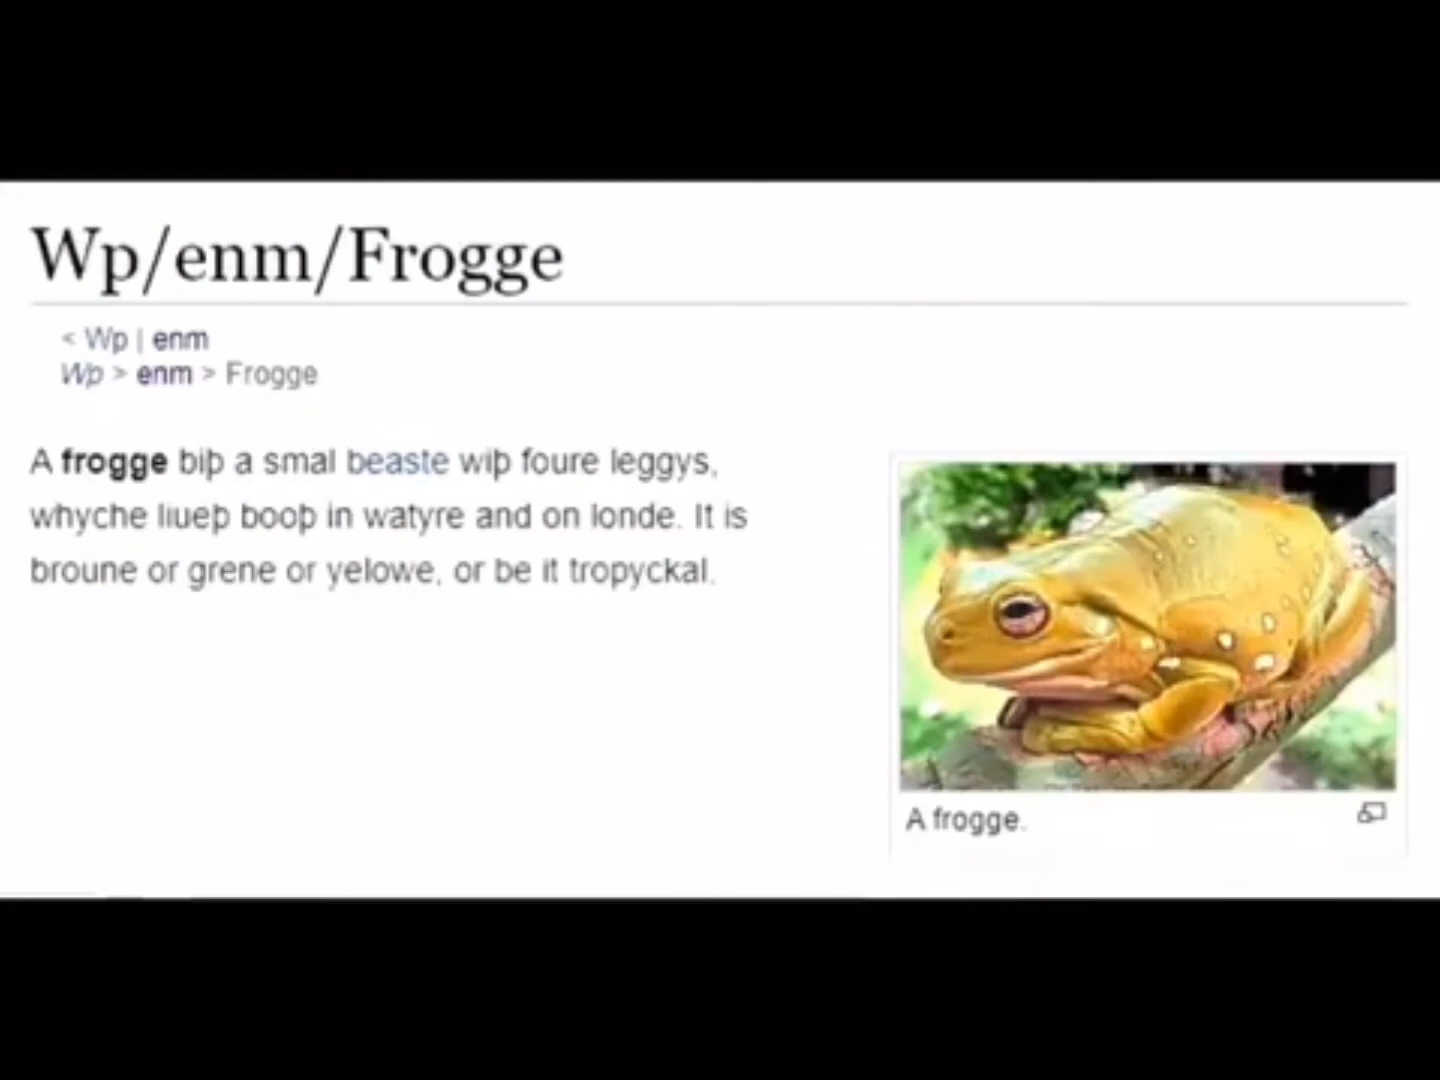 Wp/enm/Frogge
< Wp | enm
Wp > enm > Frogge
A frogge biþ a smal beaste wiþ foure leggys,
whyche liueþ booþ in watyre and on londe. It is
broune or grene or yelowe, or be it tropyckal.
A frogge.